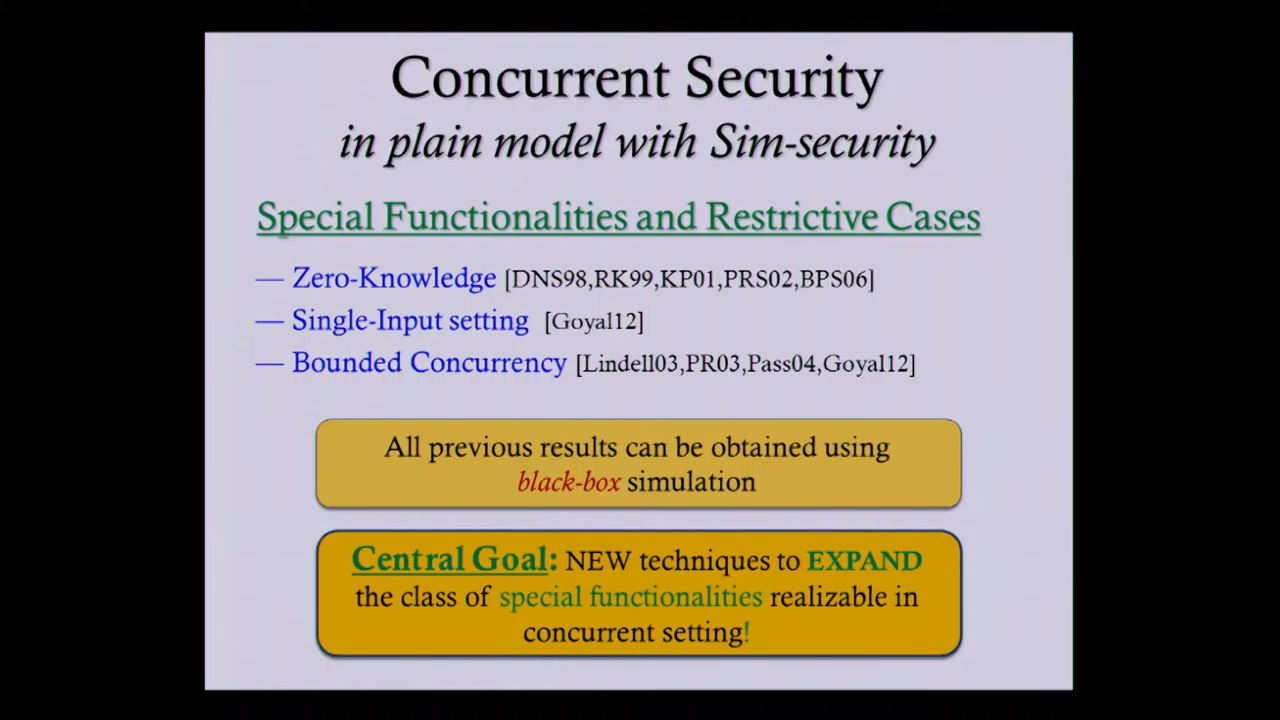 Concurrent Security
in plain model with Sim-security
Special Functionalities and Restrictive Cases
— Zero-Knowledge [DNS98,RK99,KP01,PRS02,BPS06]
— Single-Input setting [Goyal12]
— Bounded Concurrency [Lindell03,PR03,Pass04,Goyal12]
All previous results can be obtained using
black-box simulation
Central Goal: NEW techniques to EXPAND
the class of special functionalities realizable in
concurrent setting!